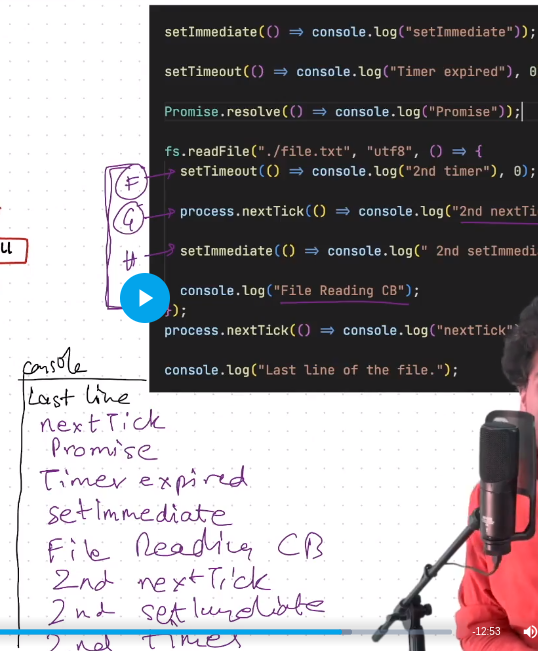 setImmediate(() => console.log("setImmediate"));
setTimeout(() => console.log("Timer expired"), 0
Promise.resolve(() => console.log("Promise"));
fs.readFile("./file.txt", "utf8", () => {
F
setTimeout(() => console.log("2nd timer"), 0);
G
process.nextTick(() => console.log("2nd nextTi
u
H
setImmediate(() => console.log(" 2nd setImmedi
console.log("File Reading CB");
});
process.nextTick(() => console.log("nextTick"
console.log("Last line of the file.");
console
Last line
nextTick
Promise
Timer expired
setImmediate
File Reading CB
2nd nextTick
2nd setImmediate
2nd timer
-12:53